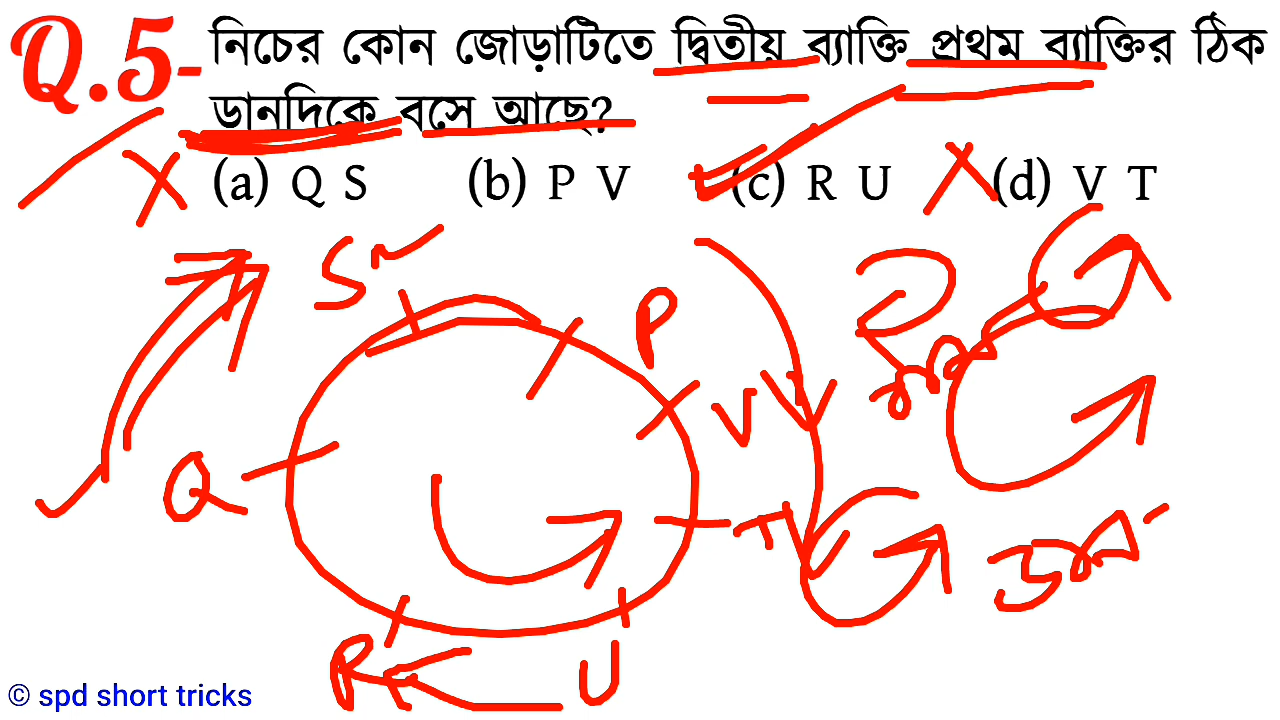 Q.5- নিচের কোন জোড়াটিতে দ্বিতীয় ব্যাক্তি প্রথম ব্যাক্তির ঠিক
ডানদিকে বসে আছে?
(a) Q S (b) P V (c) R U (d) V T
S
P
V
Q
T
ডান
R
U
© spd short tricks